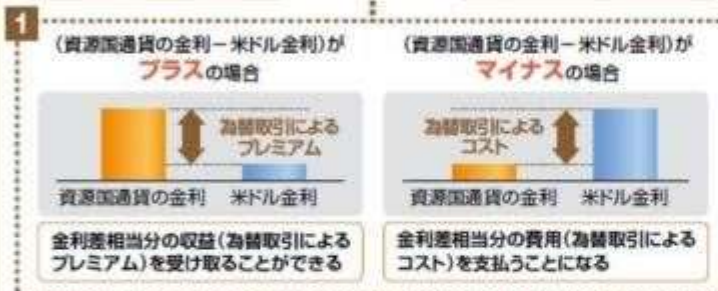 1
(資源国通貨の金利－米ドル金利)が
プラスの場合
為替取引による
プレミアム
資源国通貨の金利 米ドル金利
金利差相当分の収益(為替取引による
プレミアム)を受け取ることができる
(資源国通貨の金利－米ドル金利)が
マイナスの場合
為替取引による
コスト
資源国通貨の金利 米ドル金利
金利差相当分の費用(為替取引による
コスト)を支払うことになる